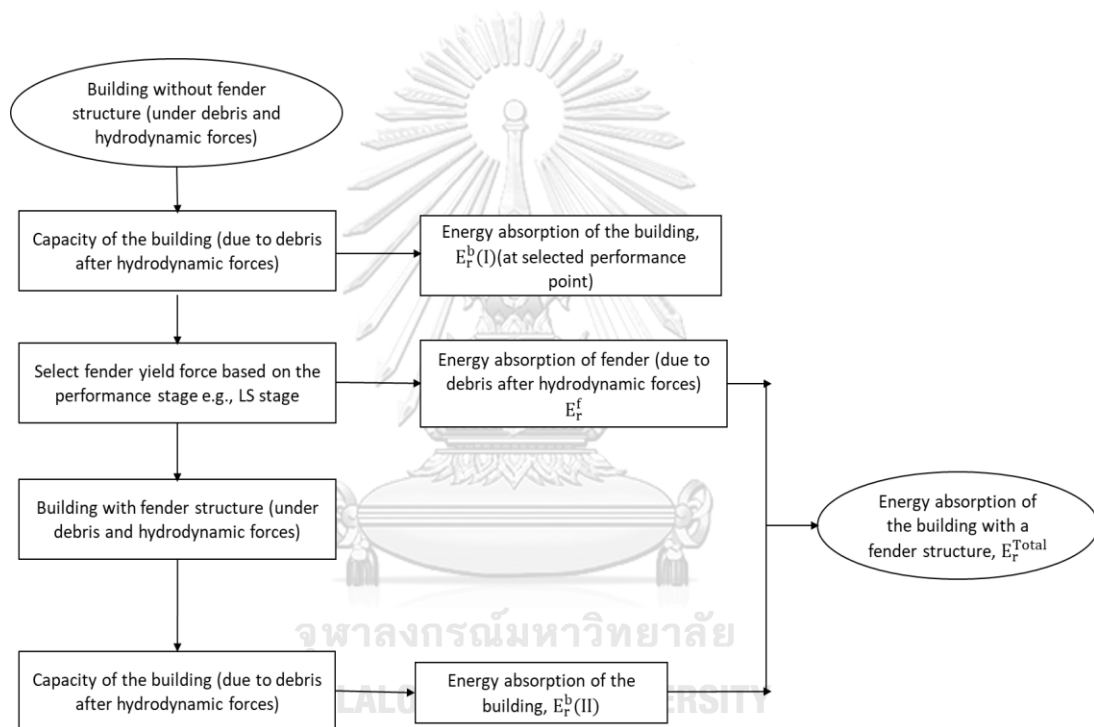 Building without fender
structure (under debris and
hydrodynamic forces)
Capacity of the building (due to debris
after hydrodynamic forces)
Energy absorption of the building,
E_r^b(I)(at selected performance
point)
Select fender yield force based on the
performance stage e.g., LS stage
Energy absorption of fender (due to
debris after hydrodynamic forces)
E_r^f
Building with fender structure (under
debris and hydrodynamic forces)
Energy absorption of
the building with a
fender structure, E_r^Total
จุฬาลงกรณ์มหาวิทยาลัย
Capacity of the building (due to debris
after hydrodynamic forces)
Energy absorption of the
building, E_r^b(II)